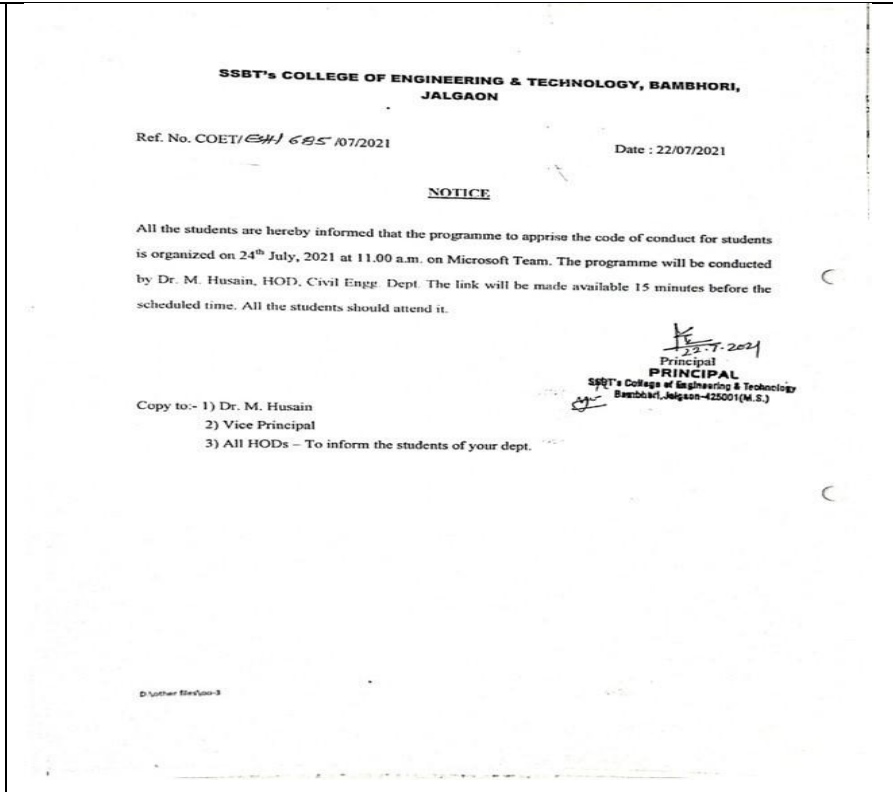 SSBT's COLLEGE OF ENGINEERING & TECHNOLOGY, BAMBHORI,
JALGAON
Ref. No. COET/ 685 /07/2021
Date : 22/07/2021
NOTICE
All the students are hereby informed that the programme to apprise the code of conduct for students
is organized on 24th July, 2021 at 11.00 a.m. on Microsoft Team. The programme will be conducted
by Dr. M. Husain, HOD, Civil Engg. Dept. The link will be made available 15 minutes before the
scheduled time. All the students should attend it.
22.7.2021
Principal
PRINCIPAL
SSBT's College of Engineering & Technology
Bambhori, Jalgaon-425001(M.S.)
Copy to:- 1) Dr. M. Husain
2) Vice Principal
3) All HODs – To inform the students of your dept.
D:\other files\oo-3